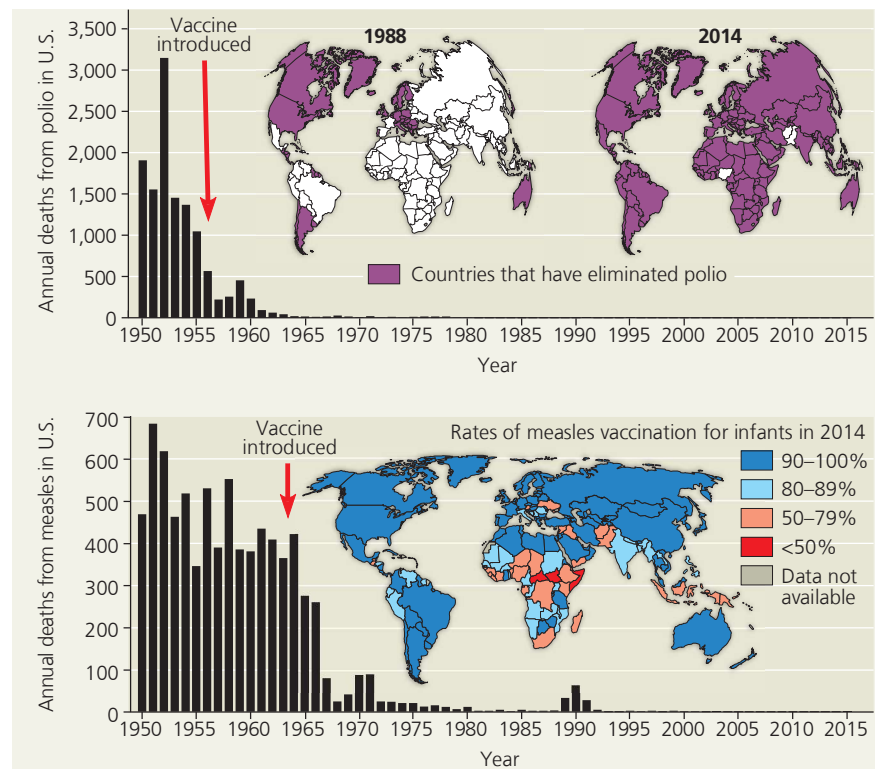 Annual deaths from polio in U.S.
3,500
3,000
2,500
2,000
1,500
1,000
500
0
Vaccine
introduced
1988
2014
Countries that have eliminated polio
1950 1955 1960 1965 1970 1975 1980 1985 1990 1995 2000 2005 2010 2015
Year
Annual deaths from measles in U.S.
700
600
500
400
300
200
100
0
Vaccine
introduced
Rates of measles vaccination for infants in 2014
90–100%
80–89%
50–79%
<50%
Data not
available
1950 1955 1960 1965 1970 1975 1980 1985 1990 1995 2000 2005 2010 2015
Year